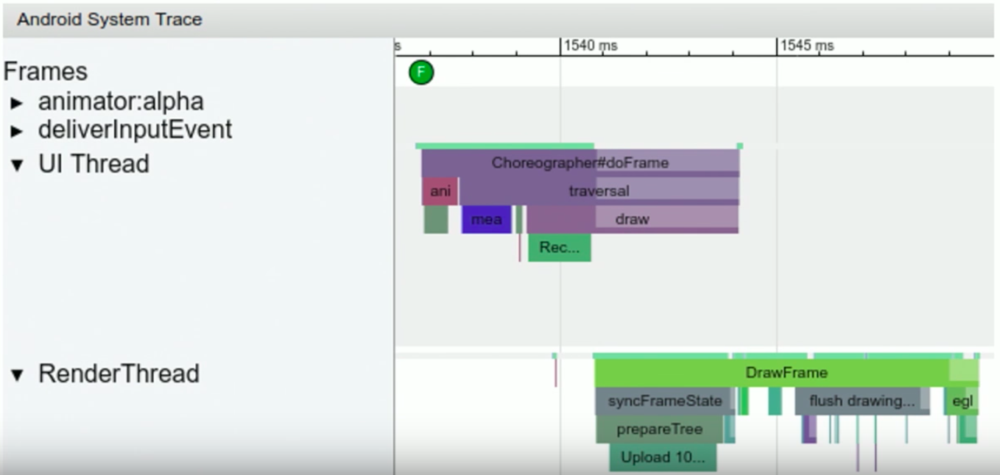 Android System Trace
s 1540 ms 1545 ms
Frames F
animator:alpha
deliverInputEvent
UI Thread
Choreographer#doFrame
ani traversal
mea draw
Rec...
RenderThread
DrawFrame
syncFrameState flush drawing... egl
prepareTree
Upload 10...